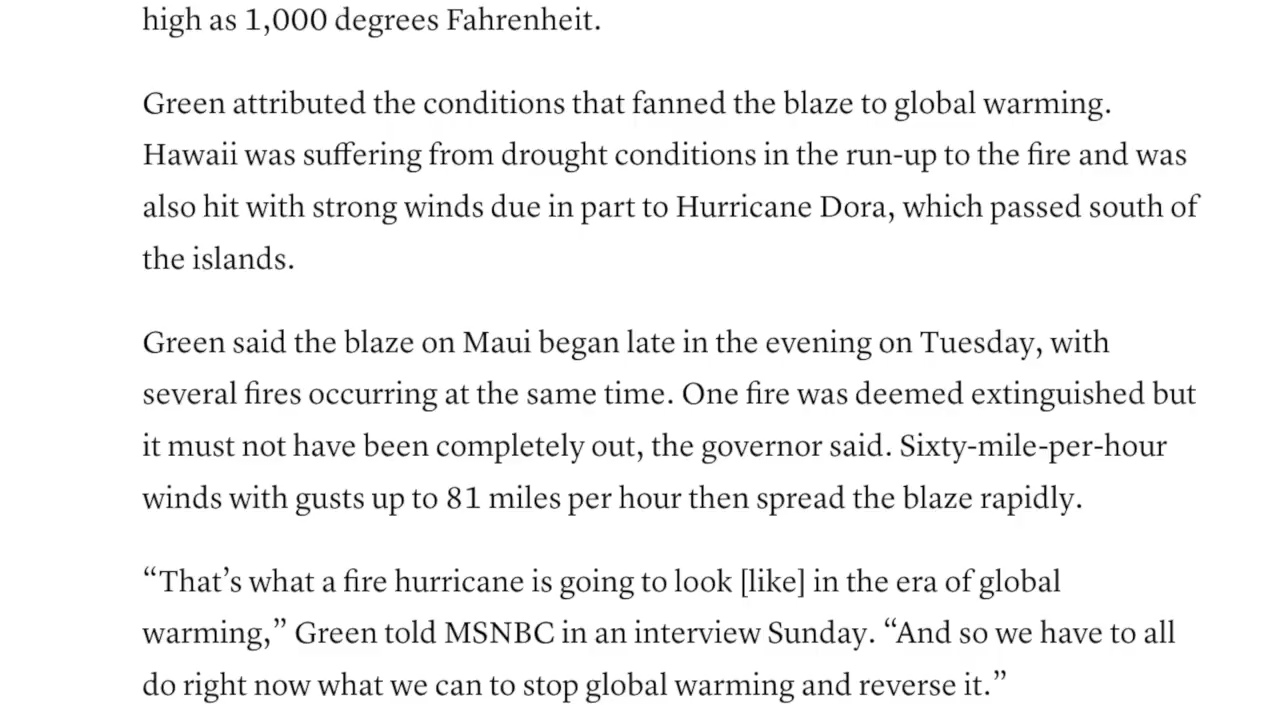 high as 1,000 degrees Fahrenheit.
Green attributed the conditions that fanned the blaze to global warming.
Hawaii was suffering from drought conditions in the run-up to the fire and was
also hit with strong winds due in part to Hurricane Dora, which passed south of
the islands.
Green said the blaze on Maui began late in the evening on Tuesday, with
several fires occurring at the same time. One fire was deemed extinguished but
it must not have been completely out, the governor said. Sixty-mile-per-hour
winds with gusts up to 81 miles per hour then spread the blaze rapidly.
“That’s what a fire hurricane is going to look [like] in the era of global
warming,” Green told MSNBC in an interview Sunday. “And so we have to all
do right now what we can to stop global warming and reverse it.”